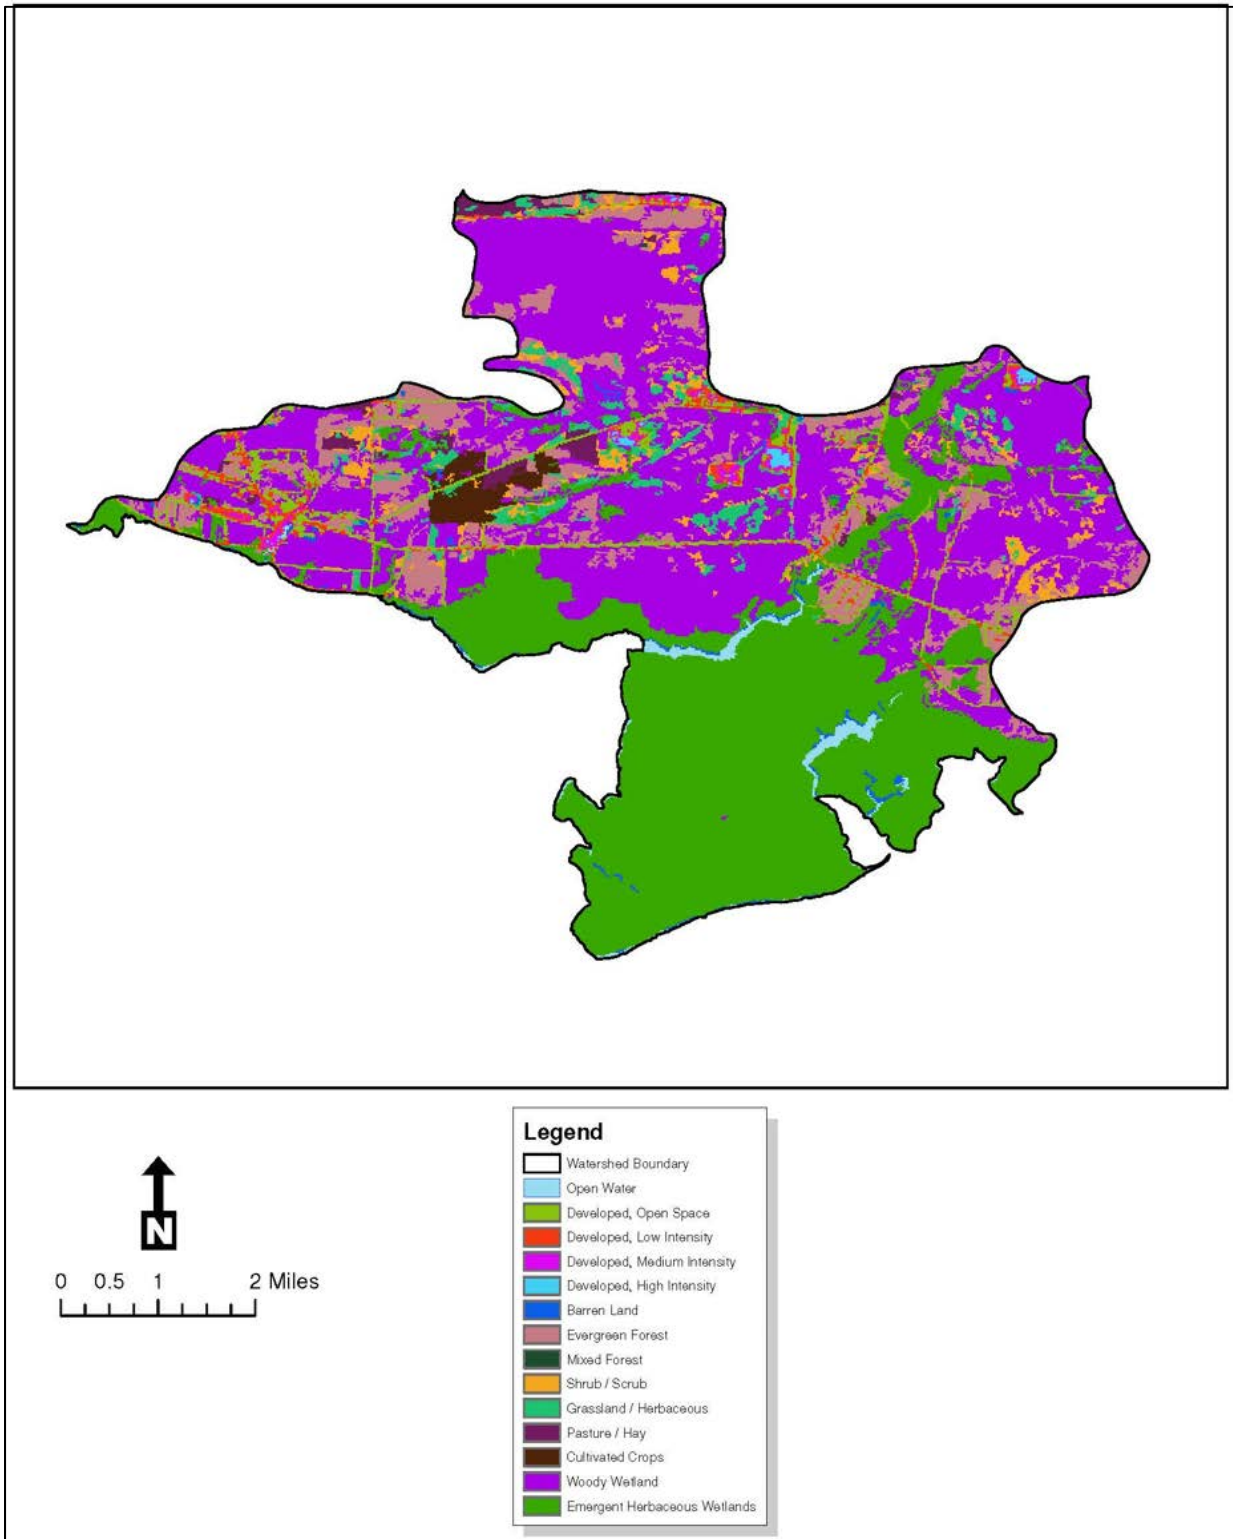 N
0 0.5 1 2 Miles
Legend
Watershed Boundary
Open Water
Developed, Open Space
Developed, Low Intensity
Developed, Medium Intensity
Developed, High Intensity
Barren Land
Evergreen Forest
Mixed Forest
Shrub / Scrub
Grassland / Herbaceous
Pasture / Hay
Cultivated Crops
Woody Wetland
Emergent Herbaceous Wetlands